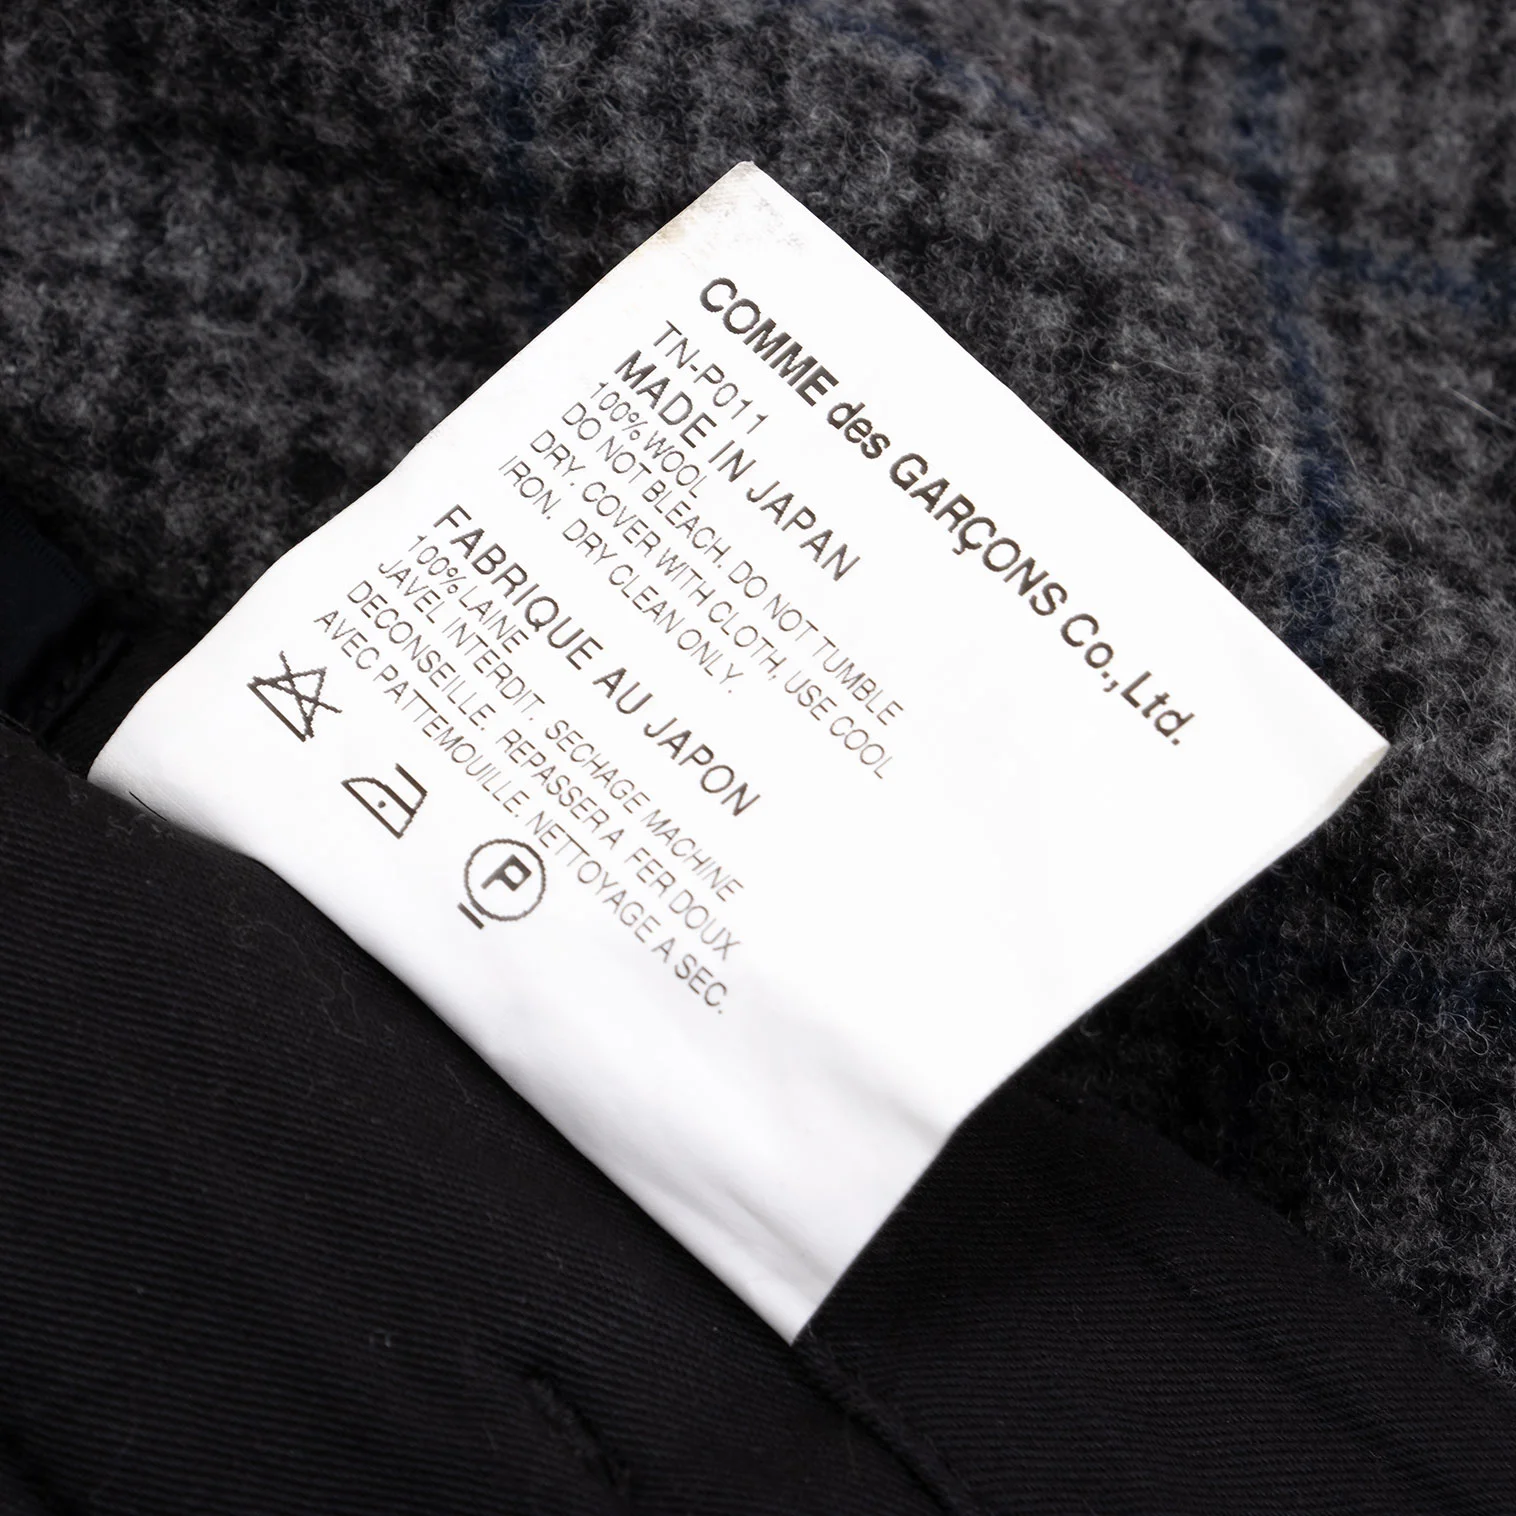 COMME des GARÇONS Co., Ltd.
TN-P011
MADE IN JAPAN
100% WOOL
DO NOT BLEACH. DO NOT TUMBLE
DRY. COVER WITH CLOTH, USE COOL
IRON. DRY CLEAN ONLY.
FABRIQUE AU JAPON
100% LAINE
JAVEL INTERDIT. SECHAGE MACHINE
DECONSEILLE. REPASSER A FER DOUX
AVEC PATTEMOUILLE. NETTOYAGE A SEC.
P